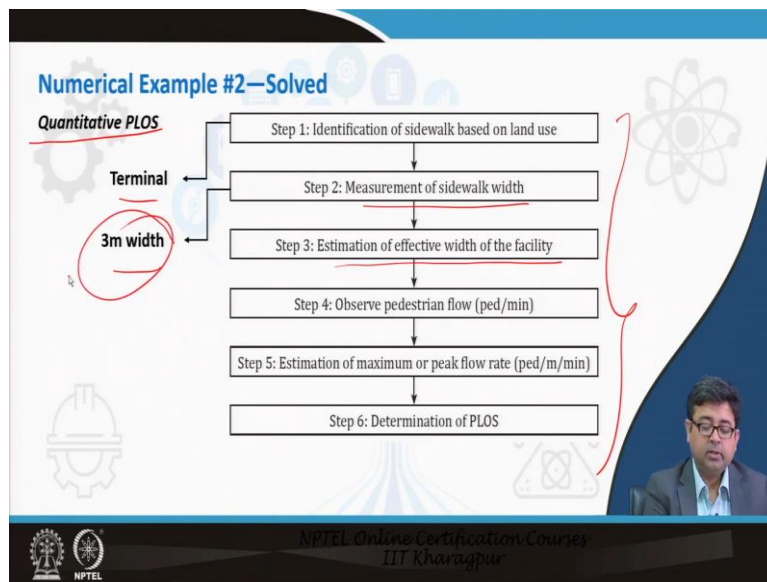 Numerical Example #2—Solved
Quantitative PLOS
Step 1: Identification of sidewalk based on land use
Terminal
Step 2: Measurement of sidewalk width
3m width
Step 3: Estimation of effective width of the facility
Step 4: Observe pedestrian flow (ped/min)
Step 5: Estimation of maximum or peak flow rate (ped/m/min)
Step 6: Determination of PLOS
NPTEL Online Certification Courses
IIT Kharagpur
NPTEL